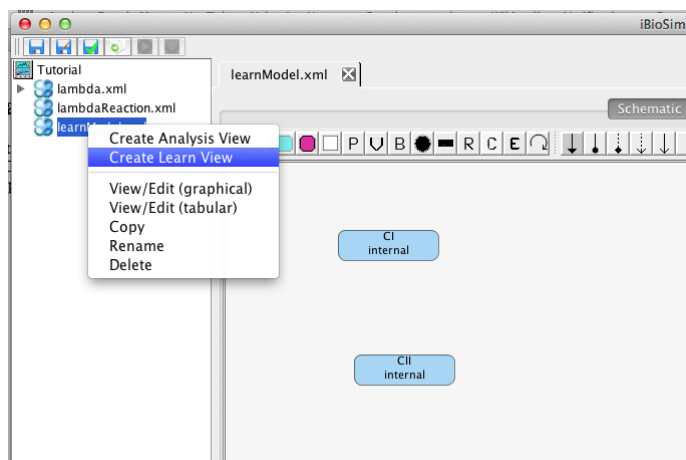 iBioSim
Tutorial
lambda.xml
lambdaReaction.xml
learnModel.xml
Create Analysis View
Create Learn View
View/Edit (graphical)
View/Edit (tabular)
Copy
Rename
Delete
Schematic
P B R C E
CI
internal
CII
internal